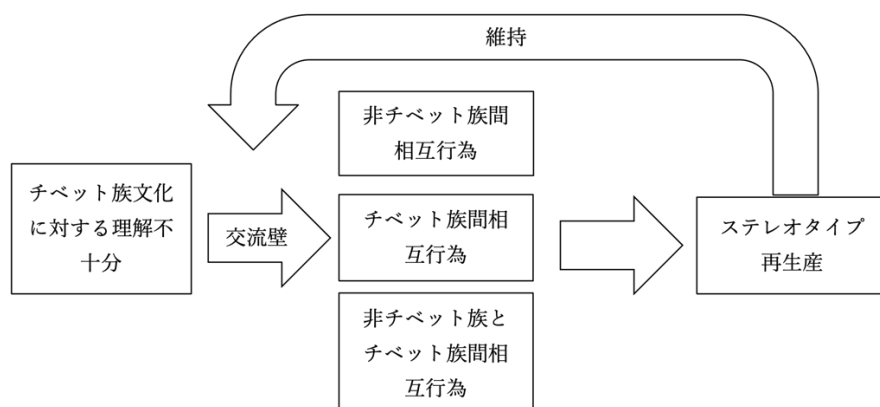 維持
チベット族文化
に対する理解不
十分
交流壁
非チベット族間
相互行為
チベット族間相
互行為
非チベット族と
チベット族間相
互行為
ステレオタイプ
再生産